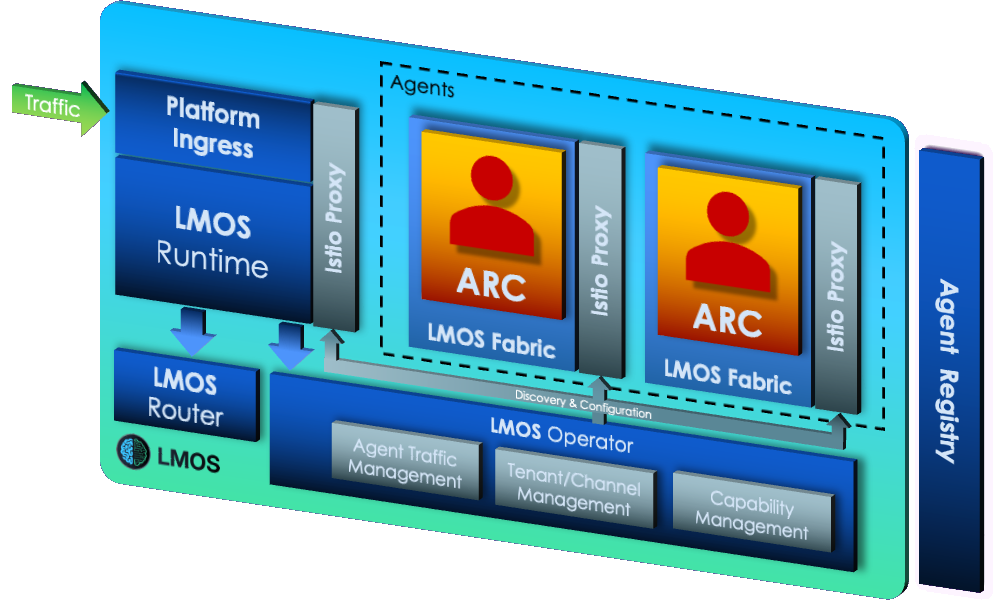 Traffic
Platform
Ingress
LMOS
Runtime
Istio Proxy
Agents
ARC
LMOS Fabric
Istio Proxy
ARC
LMOS Fabric
Istio Proxy
Agent Registry
LMOS
Router
Discovery & Configuration
LMOS Operator
Agent Traffic
Management
Tenant/Channel
Management
Capability
Management
LMOS